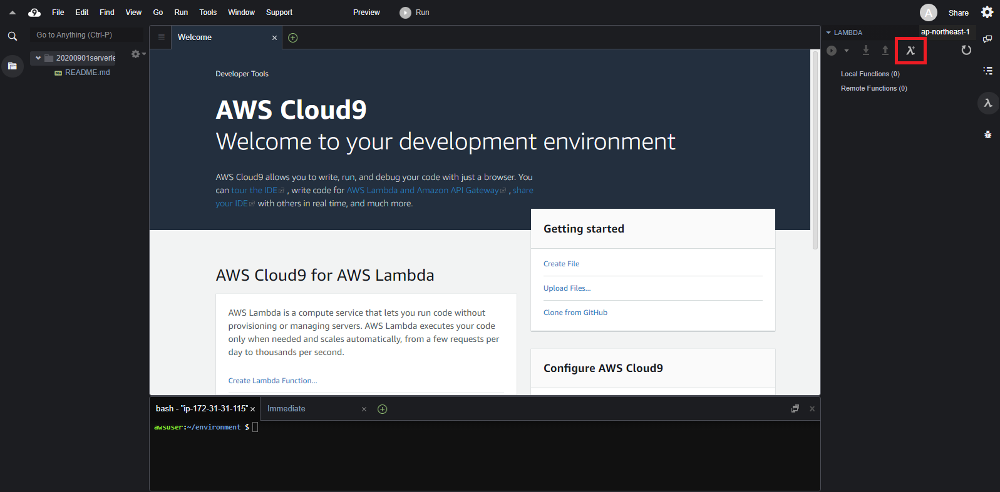 File Edit Find View Go Run Tools Window Support Preview Run A Share
Go to Anything (Ctrl-P)
20200901serverle
README.md
Welcome
Developer Tools
AWS Cloud9
Welcome to your development environment
AWS Cloud9 allows you to write, run, and debug your code with just a browser. You
can tour the IDE , write code for AWS Lambda and Amazon API Gateway , share
your IDE with others in real time, and much more.
Getting started
Create File
Upload Files...
Clone from GitHub
AWS Cloud9 for AWS Lambda
AWS Lambda is a compute service that lets you run code without
provisioning or managing servers. AWS Lambda executes your code
only when needed and scales automatically, from a few requests per
day to thousands per second.
Create Lambda Function...
Configure AWS Cloud9
bash - "ip-172-31-31-115" Immediate
awsuser:~/environment $
LAMBDA ap-northeast-1
Local Functions (0)
Remote Functions (0)